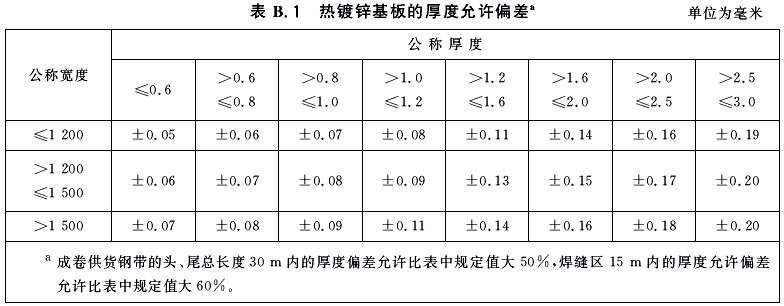 表 B.1 热镀锌基板的厚度允许偏差a 单位为毫米
公称宽度 公称厚度
≤0.6 >0.6 ≤0.8 >0.8 ≤1.0 >1.0 ≤1.2 >1.2 ≤1.6 >1.6 ≤2.0 >2.0 ≤2.5 >2.5 ≤3.0
≤1 200 ±0.05 ±0.06 ±0.07 ±0.08 ±0.11 ±0.14 ±0.16 ±0.19
>1 200 ≤1 500 ±0.06 ±0.07 ±0.08 ±0.09 ±0.13 ±0.15 ±0.17 ±0.20
>1 500 ±0.07 ±0.08 ±0.09 ±0.11 ±0.14 ±0.16 ±0.18 ±0.20
a 成卷供货钢带的头、尾总长度 30 m 内的厚度偏差允许比表中规定值大 50%,焊缝区 15 m 内的厚度允许偏差
允许比表中规定值大 60%。